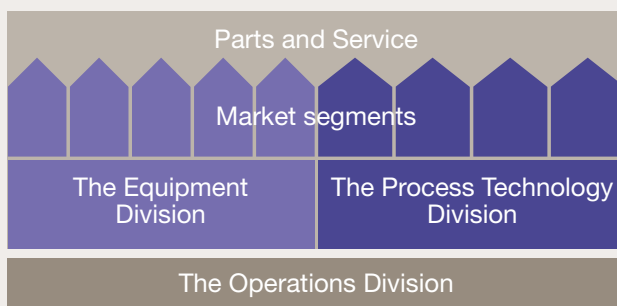 Parts and Service
Market segments
The Equipment
Division
The Process Technology
Division
The Operations Division